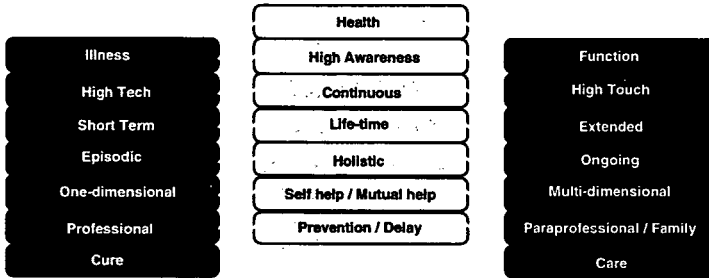 Illness
High Tech
Short Term
Episodic
One-dimensional
Professional
Cure
Health
High Awareness
Continuous
Life-time
Holistic
Self help / Mutual help
Prevention / Delay
Function
High Touch
Extended
Ongoing
Multi-dimensional
Paraprofessional / Family
Care